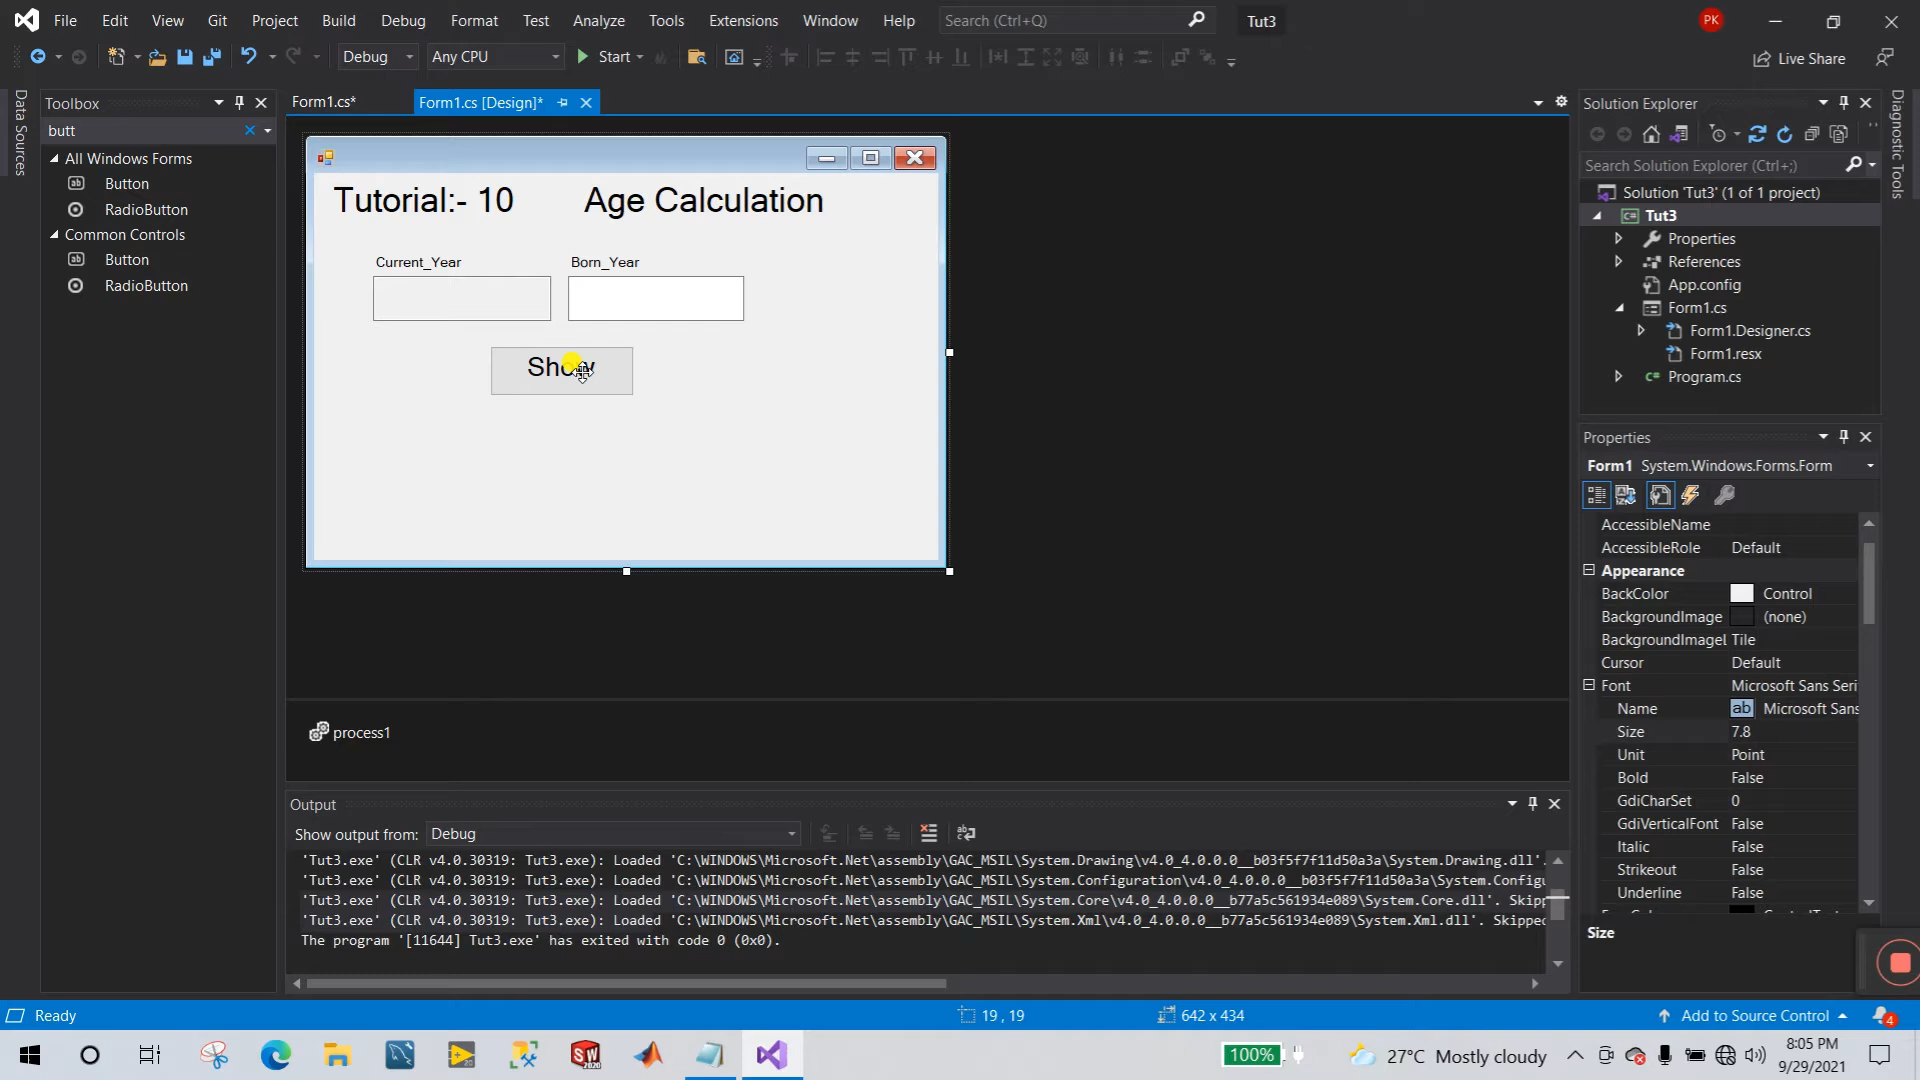 File Edit View Git Project Build Debug Format Test Analyze Tools Extensions Window Help Search (Ctrl+Q) Tut3 PK
Debug Any CPU Start Live Share
Data Sources
Toolbox
butt
All Windows Forms
Button
RadioButton
Common Controls
Button
RadioButton
Form1.cs* Form1.cs [Design]*
Tutorial:- 10 Age Calculation
Current_Year Born_Year
Show
process1
Output
Show output from: Debug
'Tut3.exe' (CLR v4.0.30319: Tut3.exe): Loaded 'C:\WINDOWS\Microsoft.Net\assembly\GAC_MSIL\System.Drawing\v4.0_4.0.0.0__b03f5f7f11d50a3a\System.Drawing.dll'.
'Tut3.exe' (CLR v4.0.30319: Tut3.exe): Loaded 'C:\WINDOWS\Microsoft.Net\assembly\GAC_MSIL\System.Configuration\v4.0_4.0.0.0__b03f5f7f11d50a3a\System.Configu
'Tut3.exe' (CLR v4.0.30319: Tut3.exe): Loaded 'C:\WINDOWS\Microsoft.Net\assembly\GAC_MSIL\System.Core\v4.0_4.0.0.0__b77a5c561934e089\System.Core.dll'. Skipp
'Tut3.exe' (CLR v4.0.30319: Tut3.exe): Loaded 'C:\WINDOWS\Microsoft.Net\assembly\GAC_MSIL\System.Xml\v4.0_4.0.0.0__b77a5c561934e089\System.Xml.dll'. Skipped
The program '[11644] Tut3.exe' has exited with code 0 (0x0).
Solution Explorer
Search Solution Explorer (Ctrl+;)
Solution 'Tut3' (1 of 1 project)
Tut3
Properties
References
App.config
Form1.cs
Form1.Designer.cs
Form1.resx
Program.cs
Diagnostic Tools
Properties
Form1 System.Windows.Forms.Form
AccessibleName
AccessibleRole Default
Appearance
BackColor Control
BackgroundImage (none)
BackgroundImageL Tile
Cursor Default
Font Microsoft Sans Seri
Name ab Microsoft Sans
Size 7.8
Unit Point
Bold False
GdiCharSet 0
GdiVerticalFont False
Italic False
Strikeout False
Underline False
Size
Ready 19 , 19 642 x 434 Add to Source Control 4
100% 27°C Mostly cloudy 8:05 PM
9/29/2021